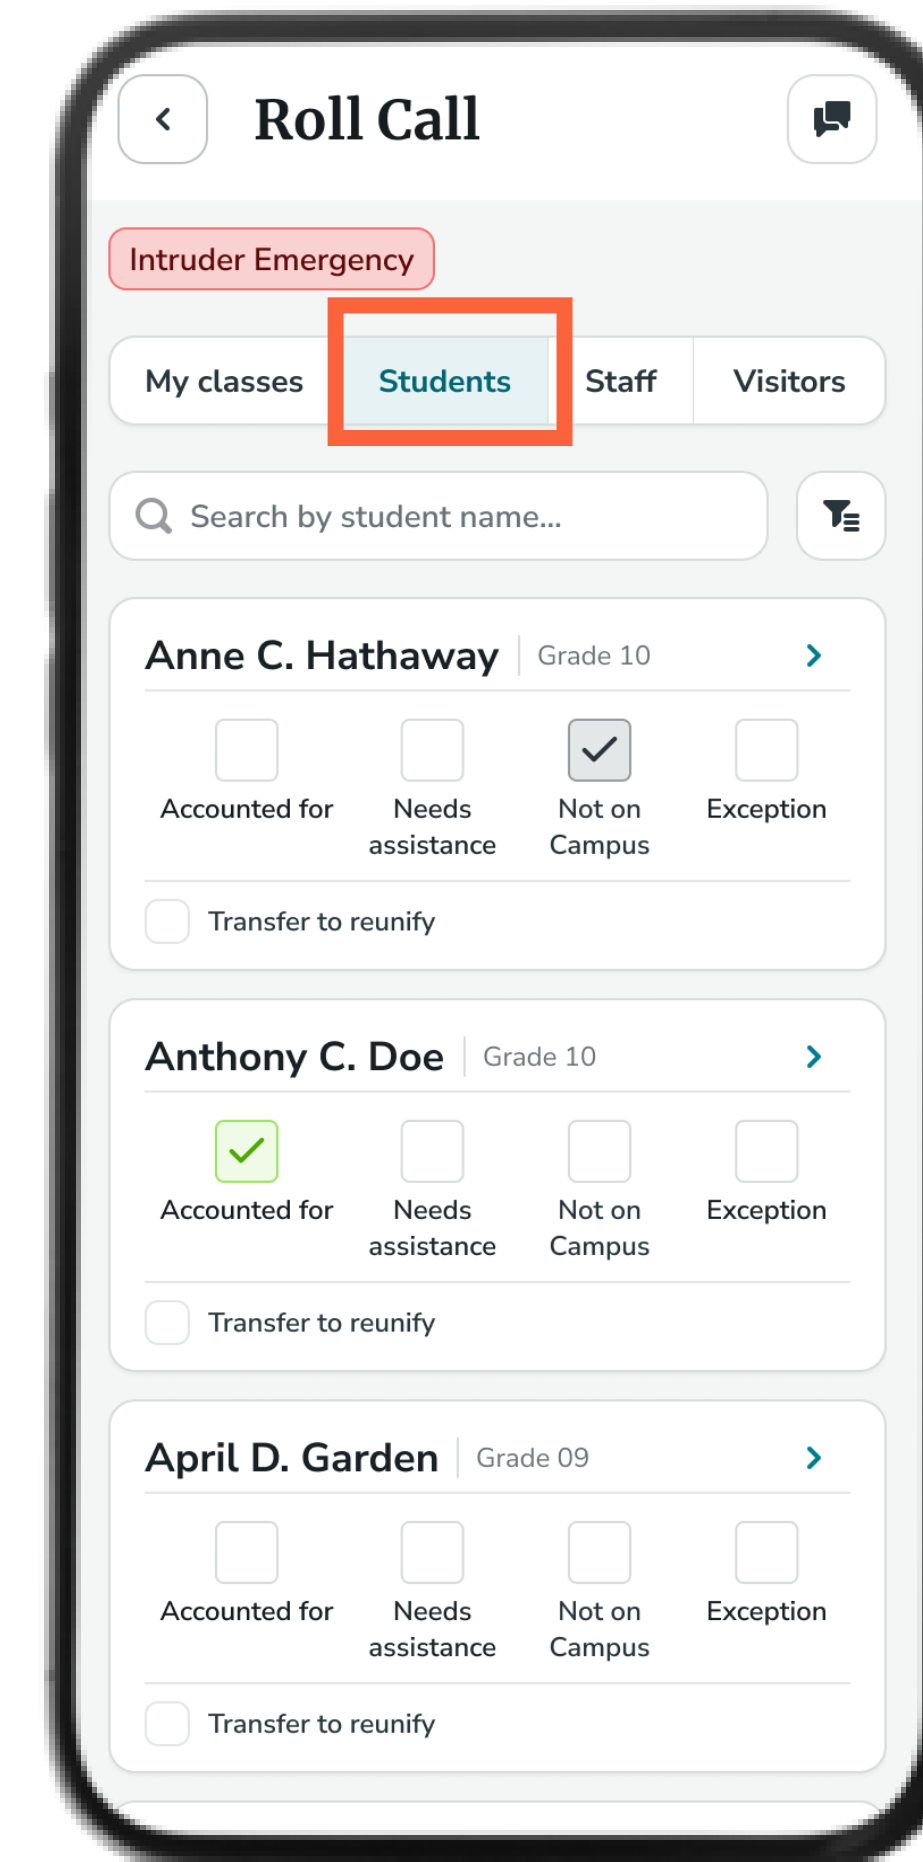 Roll Call
Intruder Emergency
My classes Students Staff Visitors
Search by student name...
Anne C. Hathaway Grade 10
Accounted for Needs assistance Not on Campus Exception
Transfer to reunify
Anthony C. Doe Grade 10
Accounted for Needs assistance Not on Campus Exception
Transfer to reunify
April D. Garden Grade 09
Accounted for Needs assistance Not on Campus Exception
Transfer to reunify